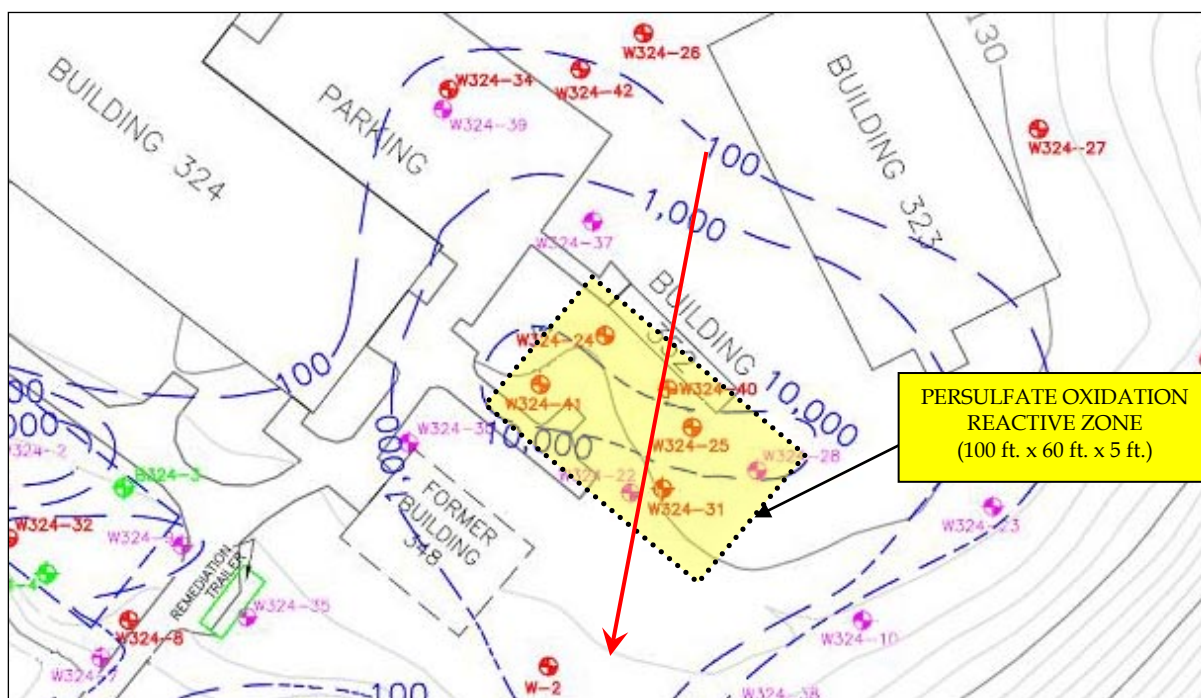 W324-26
130
W324-34
W324-42
W324-39
BUILDING 324
PARKING
BUILDING 323
W324-27
100
1,000
W324-37
BUILDING
W324-24
100
W324-40
W324-41
10,000
PERSULFATE OXIDATION
REACTIVE ZONE
(100 ft. x 60 ft. x 5 ft.)
10,000
W324-25
W324-28
W324-22
W324-31
B324-3
W324-32
W324-23
FORMER
BUILDING
348
REMEDIATION
TRAILER
W324-35
W324-8
W324-10
W324-7
W-2
100
W324-38